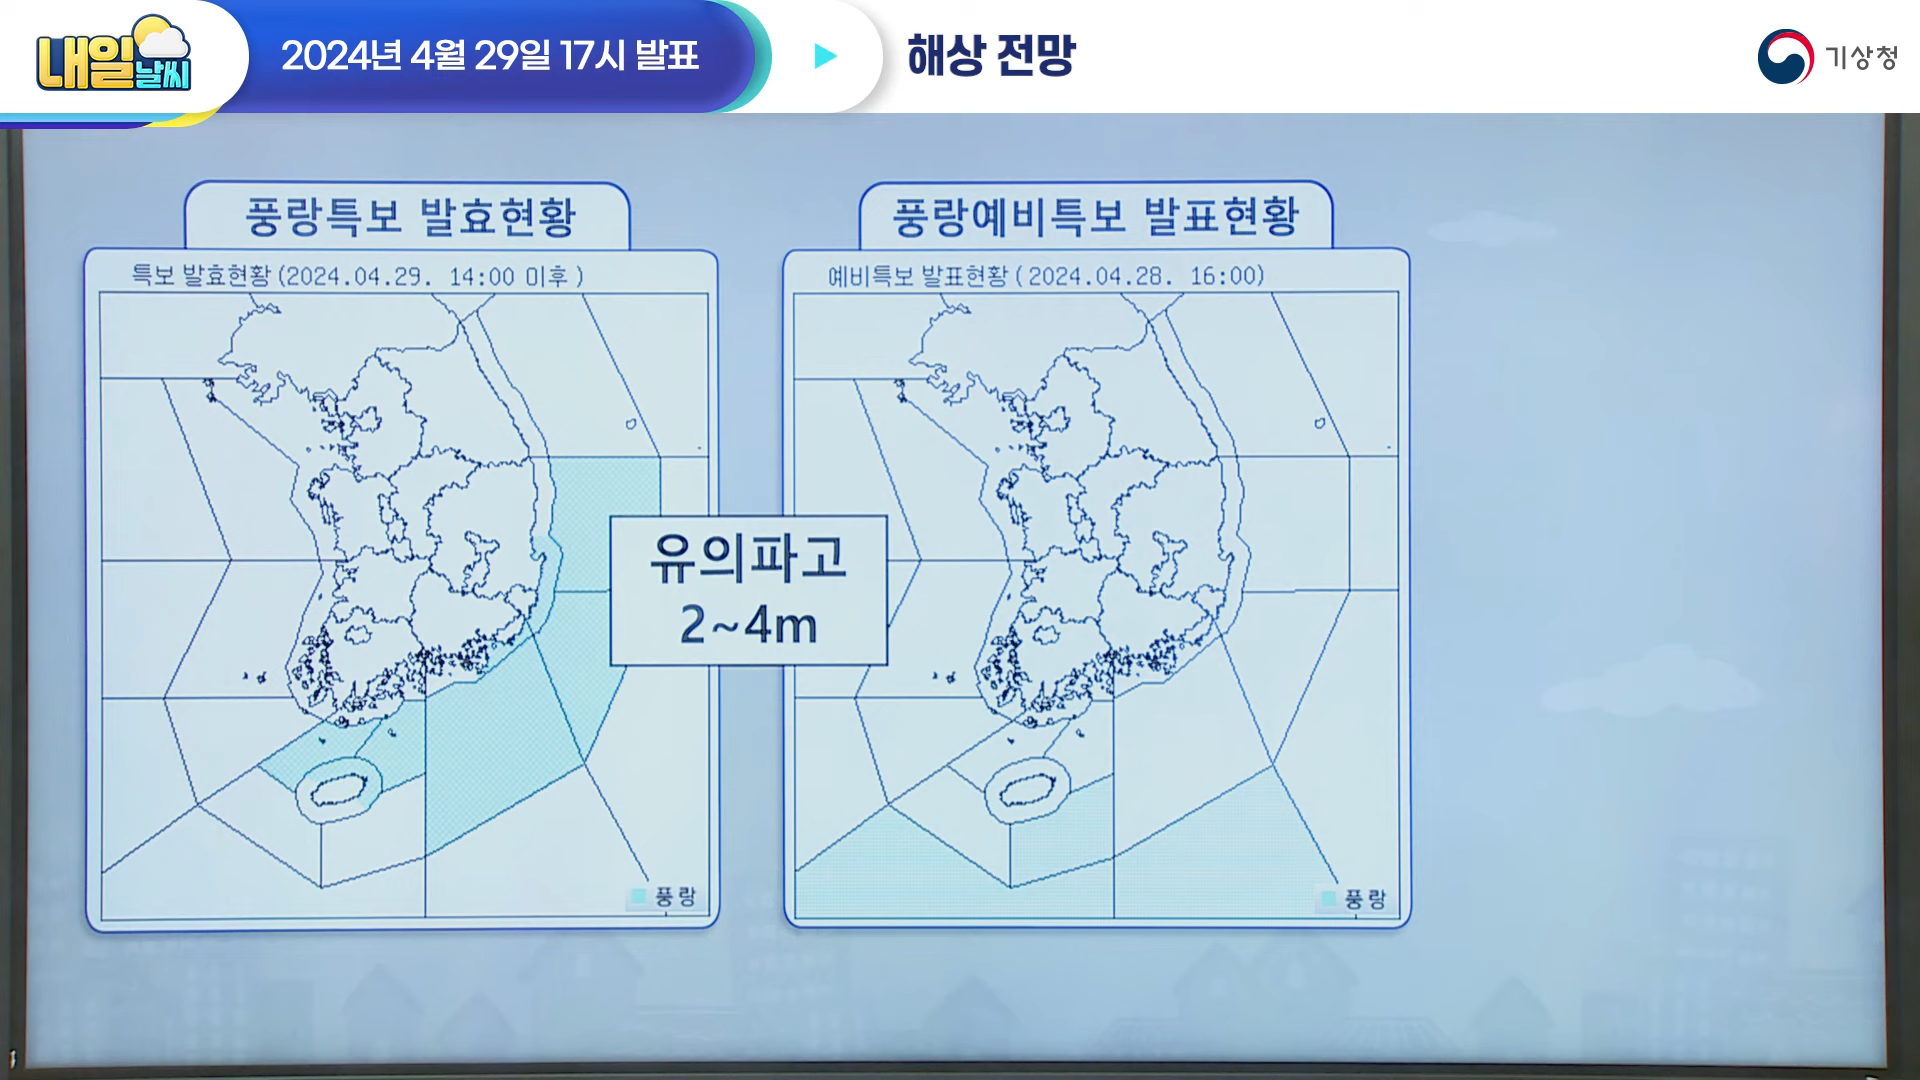 내일날씨
2024년 4월 29일 17시 발표
해상 전망
기상청
풍랑특보 발효현황
특보 발효현황 (2024.04.29. 14:00 이후 )
풍랑
풍랑예비특보 발표현황
예비특보 발표현황 ( 2024.04.28. 16:00)
풍랑
유의파고
2~4m